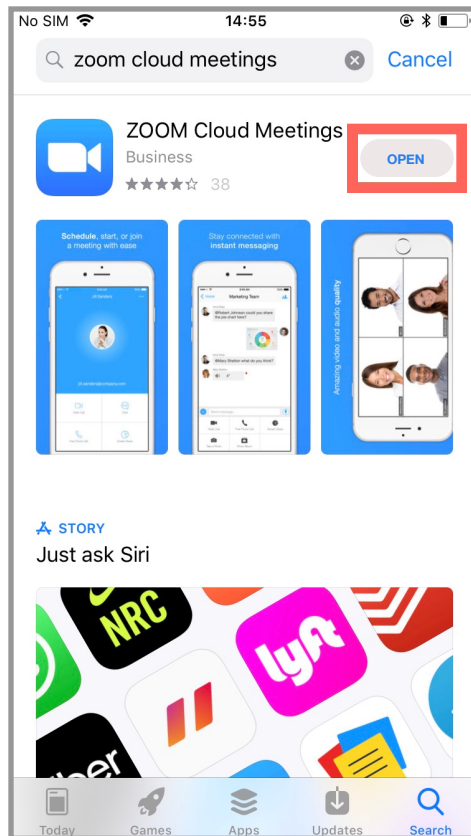 No SIM 14:55
zoom cloud meetings Cancel
ZOOM Cloud Meetings
Business
OPEN
38
Schedule, start, or join
a meeting with ease
Stay connected with
instant messaging
Amazing video and audio quality
Marketing Team
STORY
Just ask Siri
NRC
lyft
ber
Today Games Apps Updates Search